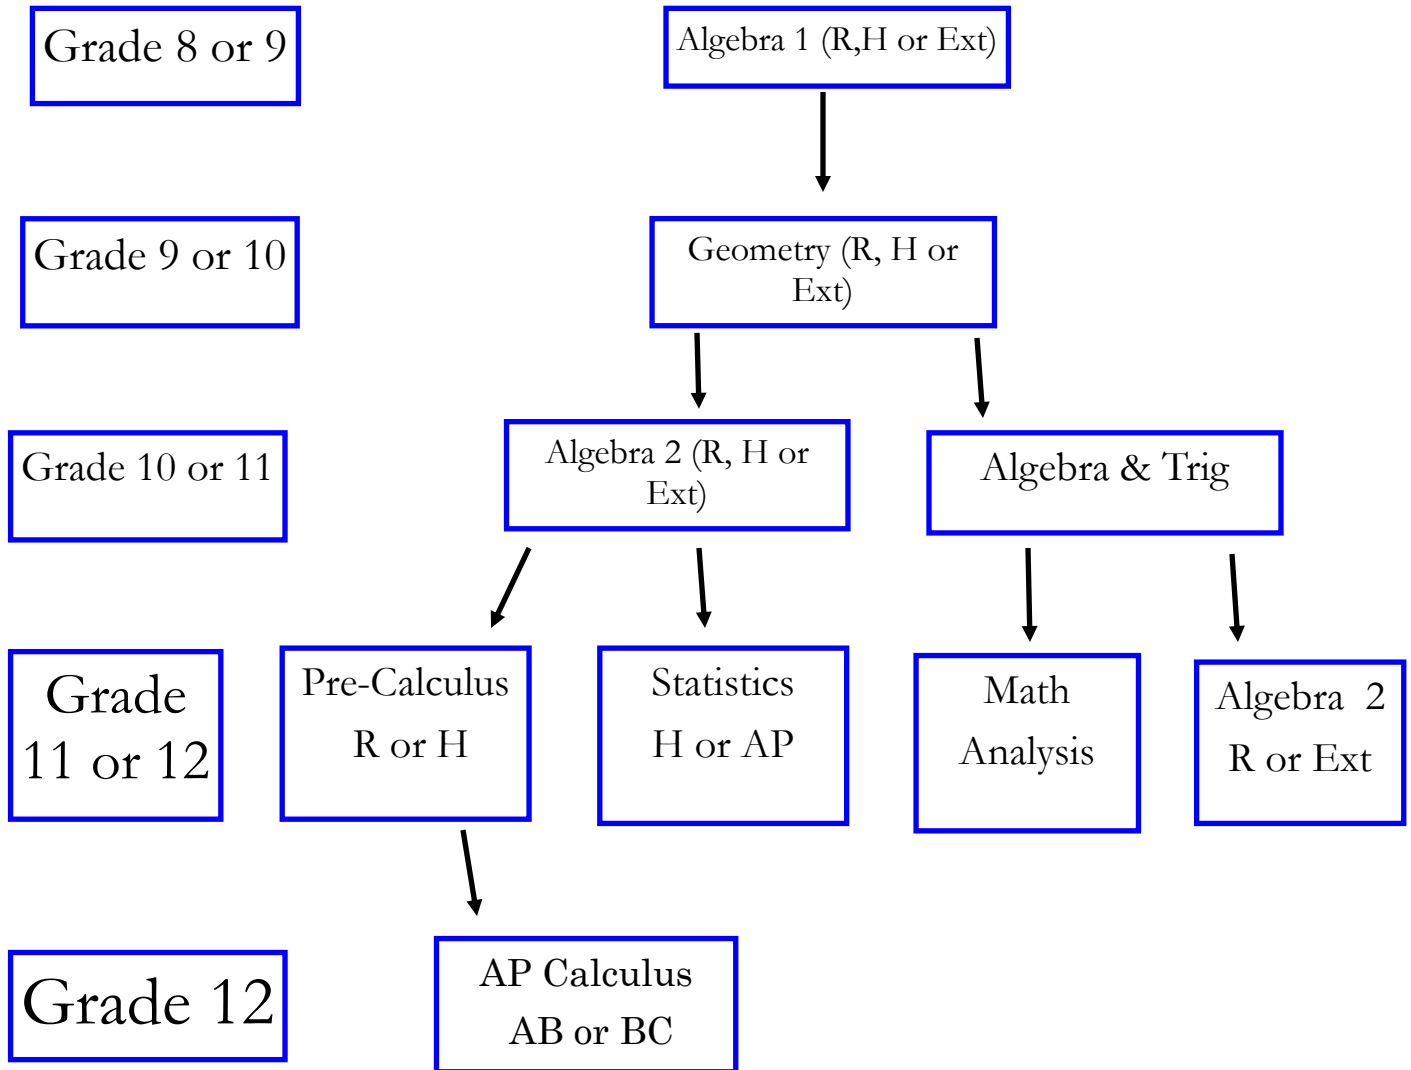 Grade 8 or 9
Algebra 1 (R,H or Ext)
Grade 9 or 10
Geometry (R, H or
Ext)
Grade 10 or 11
Algebra 2 (R, H or
Ext)
Algebra & Trig
Grade
11 or 12
Pre-Calculus
R or H
Statistics
H or AP
Math
Analysis
Algebra  2
R or Ext
Grade 12
AP Calculus
AB or BC